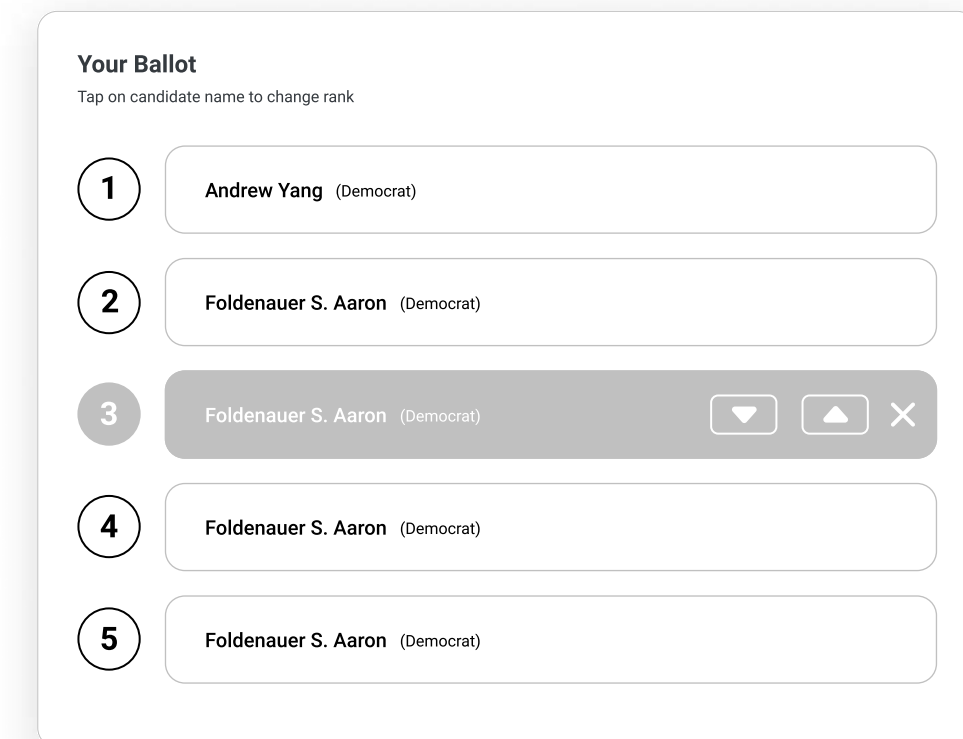 Your Ballot
Tap on candidate name to change rank
1 Andrew Yang (Democrat)
2 Foldenauer S. Aaron (Democrat)
3 Foldenauer S. Aaron (Democrat)
4 Foldenauer S. Aaron (Democrat)
5 Foldenauer S. Aaron (Democrat)